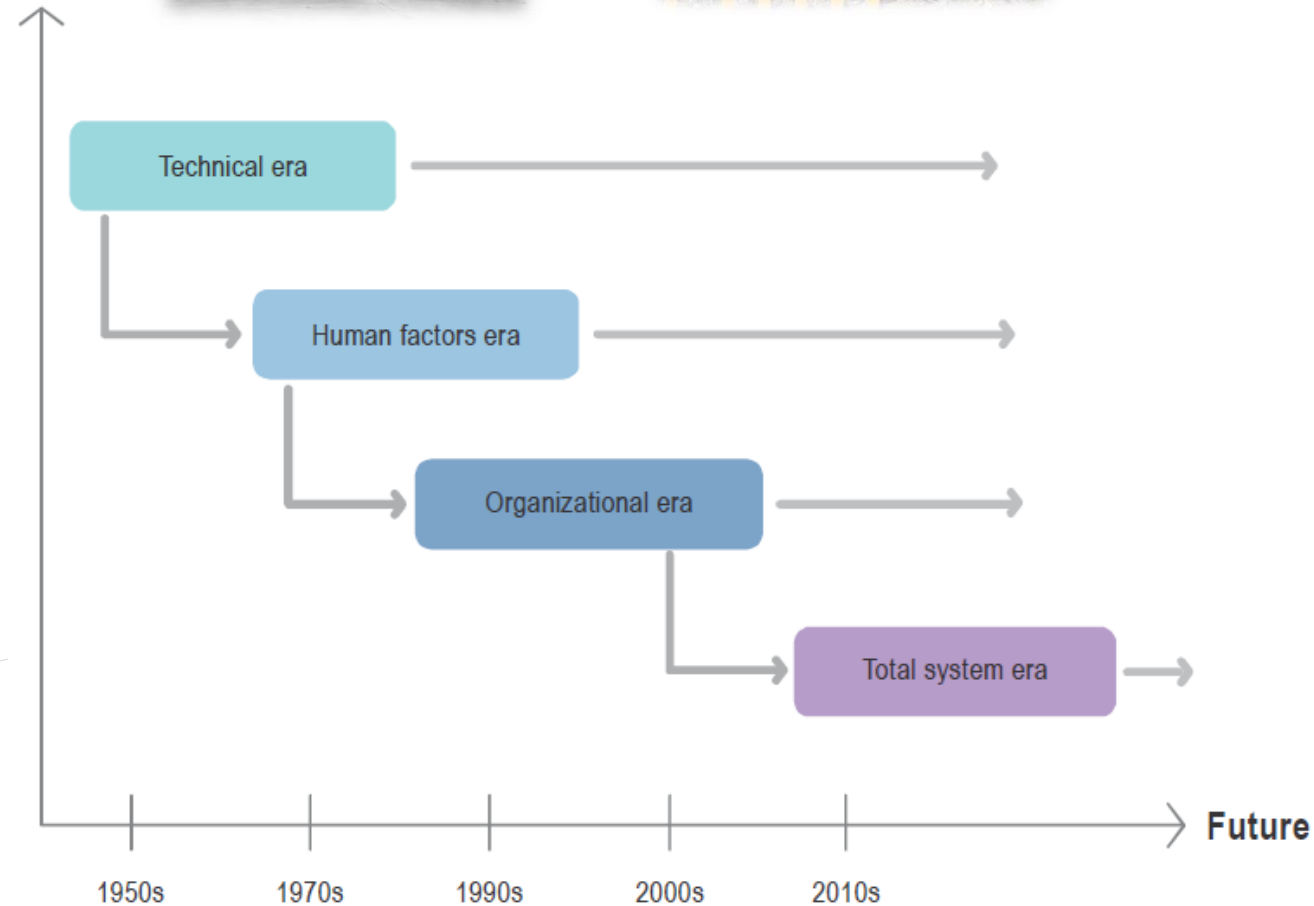 Technical era
Human factors era
Organizational era
Total system era
Future
1950s
1970s
1990s
2000s
2010s